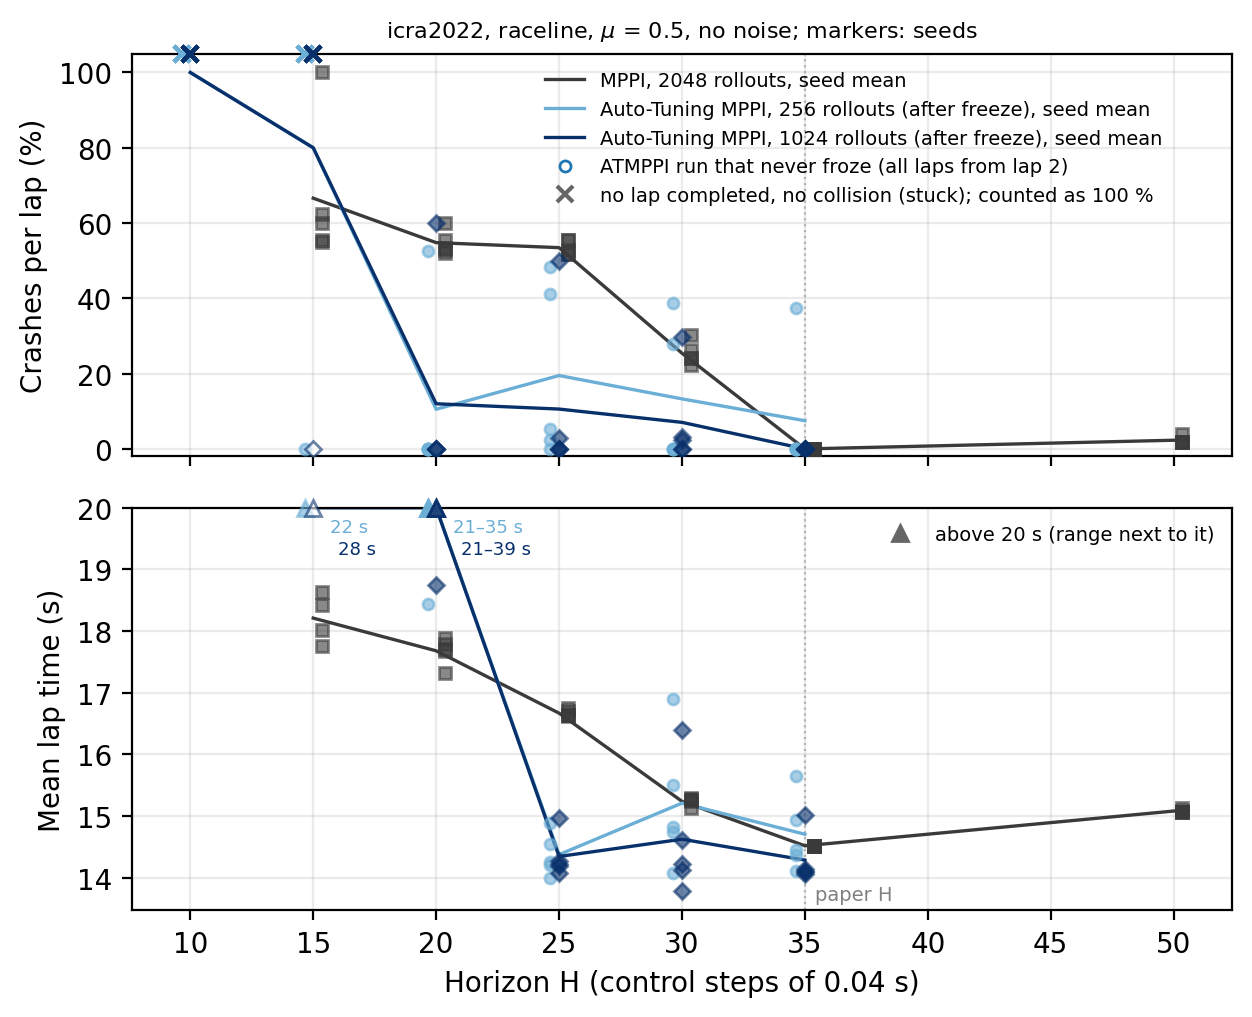 icra2022, raceline, μ = 0.5, no noise; markers: seeds
Crashes per lap (%)
100
80
60
40
20
0
MPPI, 2048 rollouts, seed mean
Auto-Tuning MPPI, 256 rollouts (after freeze), seed mean
Auto-Tuning MPPI, 1024 rollouts (after freeze), seed mean
ATMPPI run that never froze (all laps from lap 2)
no lap completed, no collision (stuck); counted as 100 %
Mean lap time (s)
20
19
18
17
16
15
14
22 s
28 s
21–35 s
21–39 s
above 20 s (range next to it)
paper H
10 15 20 25 30 35 40 45 50
Horizon H (control steps of 0.04 s)